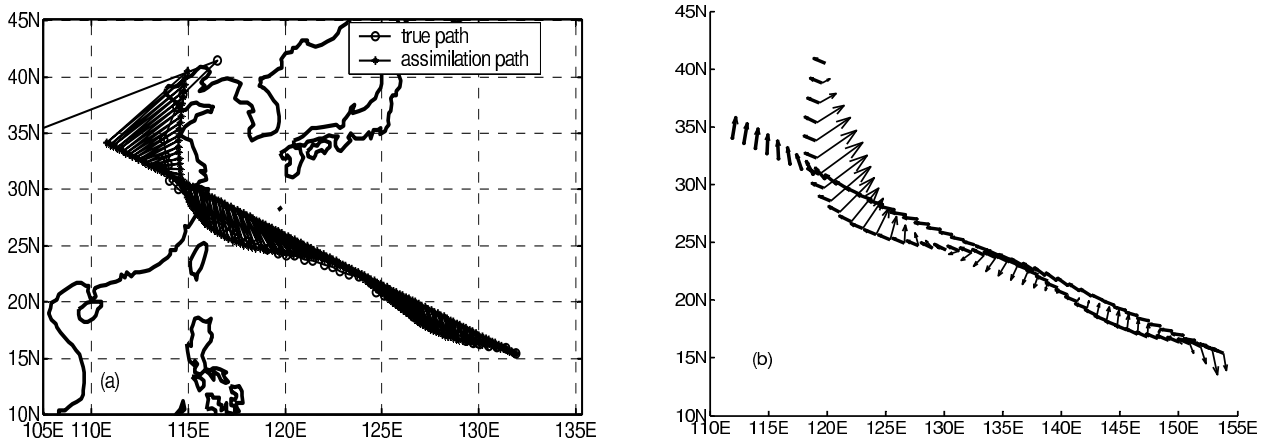 45N
40N
35N
30N
25N
20N
15N
10N
105E 110E 115E 120E 125E 130E 135E
true path
assimilation path
(a)
45N
40N
35N
30N
25N
20N
15N
10N
110E 115E 120E 125E 130E 135E 140E 145E 150E 155E
(b)